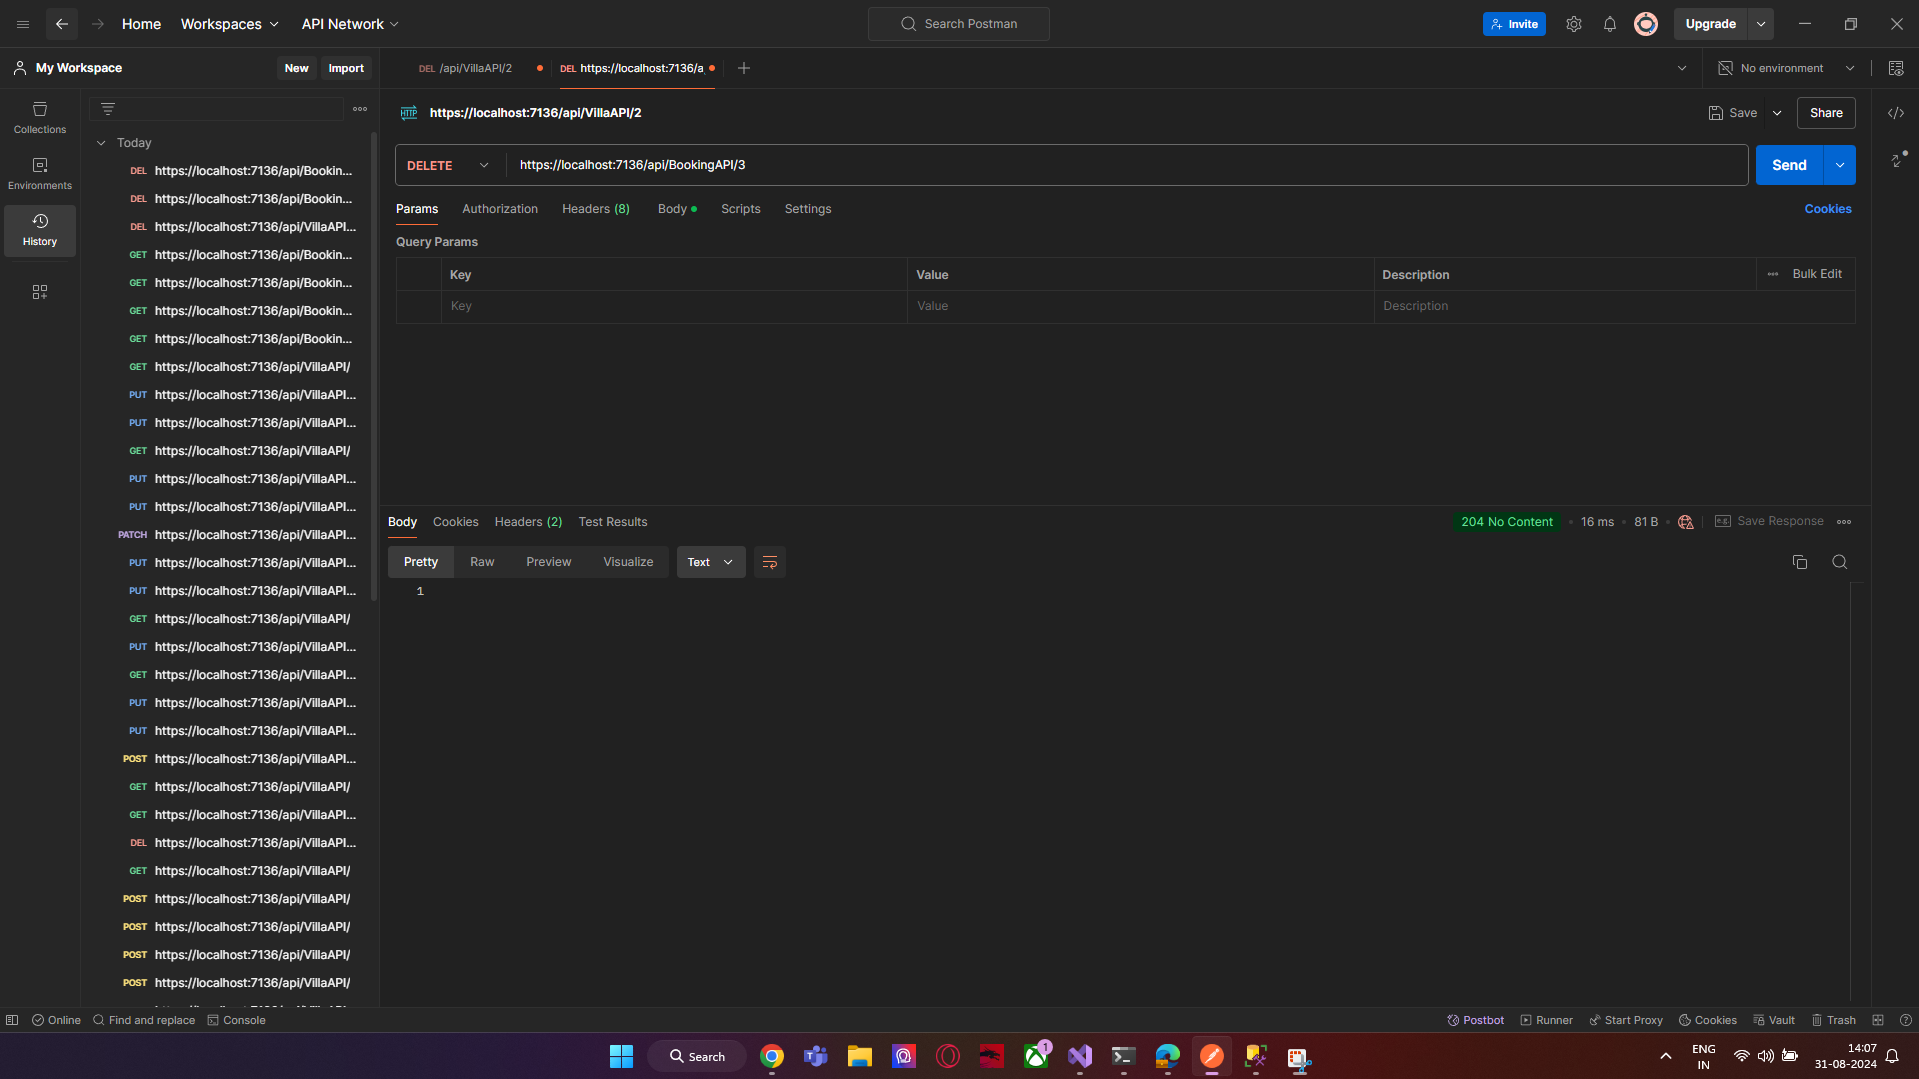 Home Workspaces API Network Search Postman Invite Upgrade
My Workspace New Import DEL /api/VillaAPI/2 DEL https://localhost:7136/a No environment
HTTP https://localhost:7136/api/VillaAPI/2 Save Share
Collections
Environments
History
Today
DEL https://localhost:7136/api/Bookin...
DEL https://localhost:7136/api/Bookin...
DEL https://localhost:7136/api/VillaAPI...
GET https://localhost:7136/api/Bookin...
GET https://localhost:7136/api/Bookin...
GET https://localhost:7136/api/Bookin...
GET https://localhost:7136/api/Bookin...
GET https://localhost:7136/api/VillaAPI/
PUT https://localhost:7136/api/VillaAPI...
PUT https://localhost:7136/api/VillaAPI...
GET https://localhost:7136/api/VillaAPI/
PUT https://localhost:7136/api/VillaAPI...
PUT https://localhost:7136/api/VillaAPI...
PATCH https://localhost:7136/api/VillaAPI...
PUT https://localhost:7136/api/VillaAPI...
PUT https://localhost:7136/api/VillaAPI...
GET https://localhost:7136/api/VillaAPI/
PUT https://localhost:7136/api/VillaAPI...
GET https://localhost:7136/api/VillaAPI...
PUT https://localhost:7136/api/VillaAPI...
PUT https://localhost:7136/api/VillaAPI...
POST https://localhost:7136/api/VillaAPI...
GET https://localhost:7136/api/VillaAPI/
GET https://localhost:7136/api/VillaAPI...
DEL https://localhost:7136/api/VillaAPI...
GET https://localhost:7136/api/VillaAPI/
POST https://localhost:7136/api/VillaAPI/
POST https://localhost:7136/api/VillaAPI/
POST https://localhost:7136/api/VillaAPI/
POST https://localhost:7136/api/VillaAPI/
DELETE https://localhost:7136/api/BookingAPI/3 Send
Params Authorization Headers (8) Body Scripts Settings Cookies
Query Params
Key Value Description Bulk Edit
Key Value Description
Body Cookies Headers (2) Test Results 204 No Content 16 ms 81 B Save Response
Pretty Raw Preview Visualize Text
1
Online Find and replace Console Postbot Runner Start Proxy Cookies Vault Trash
Search 1 ENG 14:07
IN 31-08-2024